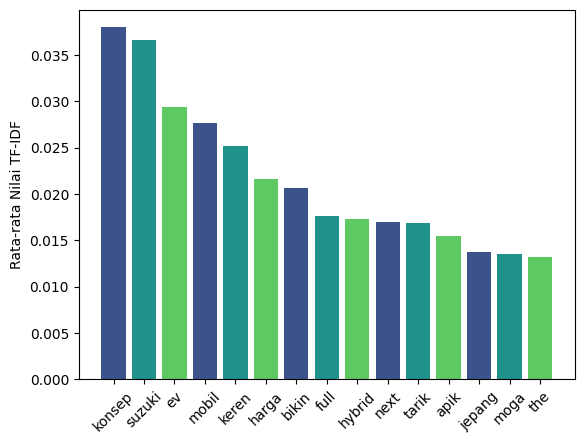 Rata-rata Nilai TF-IDF
0.035
0.030
0.025
0.020
0.015
0.010
0.005
0.000
konsep
suzuki
ev
mobil
keren
harga
bikin
full
hybrid
next
tarik
apik
jepang
moga
the